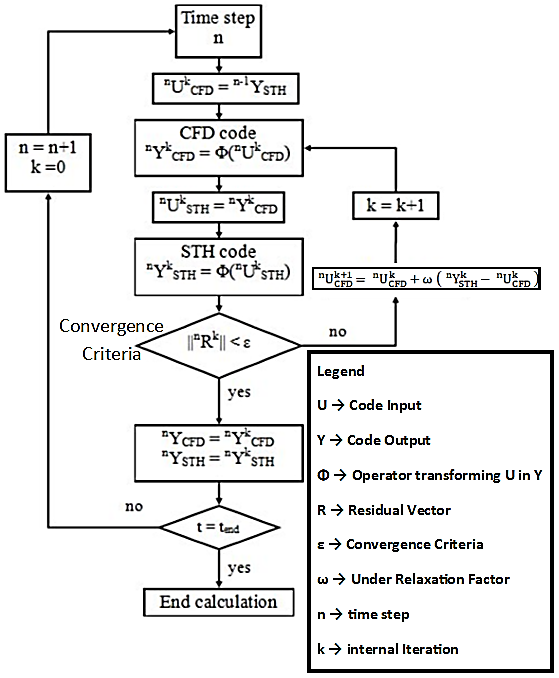 Time step
n
ⁿUᵏCFD = ⁿ⁻¹YSTH
CFD code
ⁿYᵏCFD = Φ(ⁿUᵏCFD)
n = n+1
k =0
ⁿUᵏSTH = ⁿYᵏCFD
k = k+1
STH code
ⁿYᵏSTH = Φ(ⁿUᵏSTH)
ⁿUᵏ⁺¹CFD = ⁿUᵏCFD + ω ( ⁿYᵏSTH − ⁿUᵏCFD)
Convergence
Criteria
||ⁿRᵏ|| < ε
no
yes
ⁿYCFD = ⁿYᵏCFD
ⁿYSTH = ⁿYᵏSTH
no
t = tend
yes
End calculation
Legend
U → Code Input
Y → Code Output
Φ → Operator transforming U in Y
R → Residual Vector
ε → Convergence Criteria
ω → Under Relaxation Factor
n → time step
k → internal Iteration